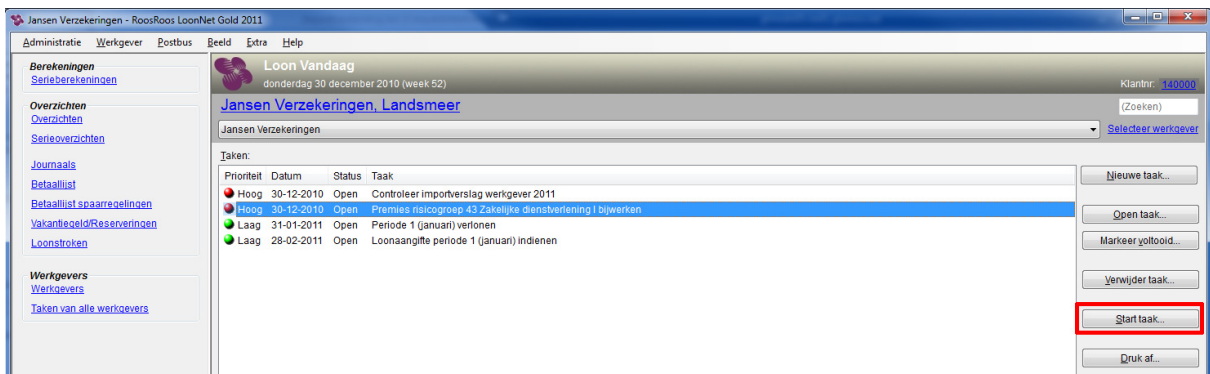 Jansen Verzekeringen - RoosRoos LoonNet Gold 2011
Administratie Werkgever Postbus Beeld Extra Help
Berekeningen
Serieberekeningen
Overzichten
Overzichten
Serieoverzichten
Journaals
Betaallijst
Betaallijst spaarregelingen
Vakantiegeld/Reserveringen
Loonstroken
Werkgevers
Werkgevers
Taken van alle werkgevers
Loon Vandaag
donderdag 30 december 2010 (week 52)
Klantnr: 140000
Jansen Verzekeringen, Landsmeer
(Zoeken)
Jansen Verzekeringen
Selecteer werkgever
Taken:
Prioriteit Datum Status Taak
Hoog 30-12-2010 Open Controleer importverslag werkgever 2011
Hoog 30-12-2010 Open Premies risicogroep 43 Zakelijke dienstverlening I bijwerken
Laag 31-01-2011 Open Periode 1 (januari) verlonen
Laag 28-02-2011 Open Loonaangifte periode 1 (januari) indienen
Nieuwe taak...
Open taak...
Markeer voltooid...
Verwijder taak...
Start taak...
Druk af...